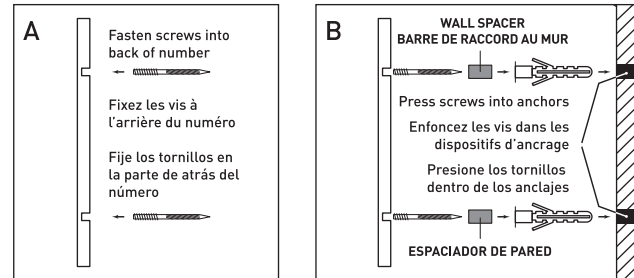 A
Fasten screws into
back of number
Fixez les vis à
l’arrière du numéro
Fije los tornillos en
la parte de atrás del
número
B
WALL SPACER
BARRE DE RACCORD AU MUR
Press screws into anchors
Enfoncez les vis dans les
dispositifs d’ancrage
Presione los tornillos
dentro de los anclajes
ESPACIADOR DE PARED